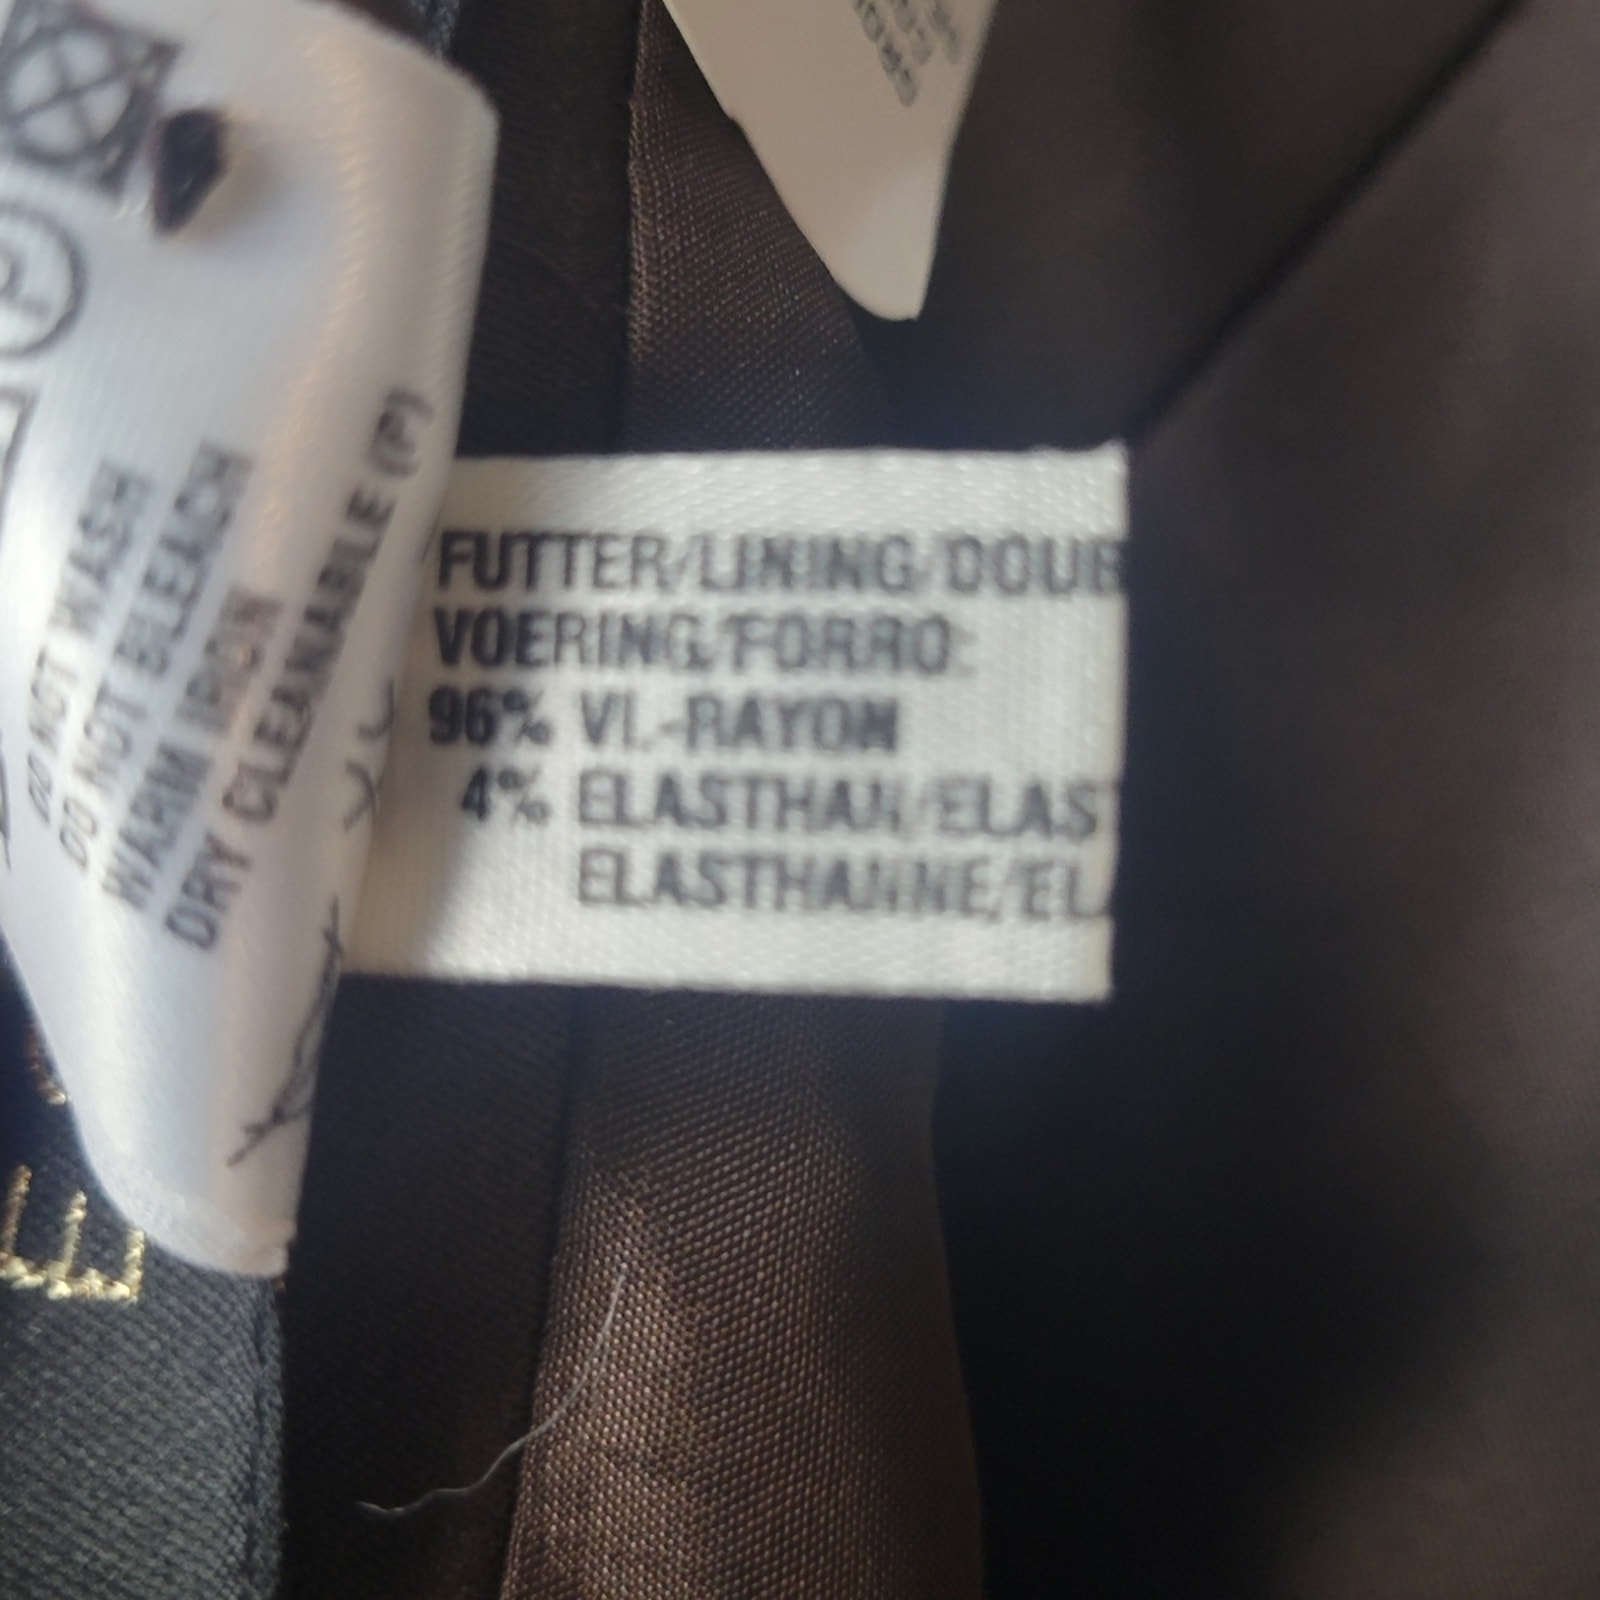 DO NOT WASH
DO NOT BLEACH
WARM IRON
DRY CLEANABLE (P)
FUTTER/LINING/DOUB
VOERING/FORRO:
96% VI.-RAYON
4% ELASTHAN/ELAS
ELASTHANNE/EL